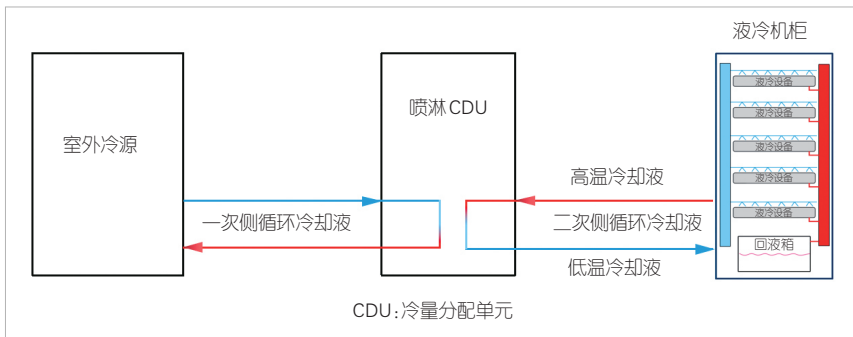 液冷机柜
室外冷源
喷淋CDU
液冷设备
液冷设备
液冷设备
液冷设备
液冷设备
回液箱
高温冷却液
一次侧循环冷却液
二次侧循环冷却液
低温冷却液
CDU:冷量分配单元